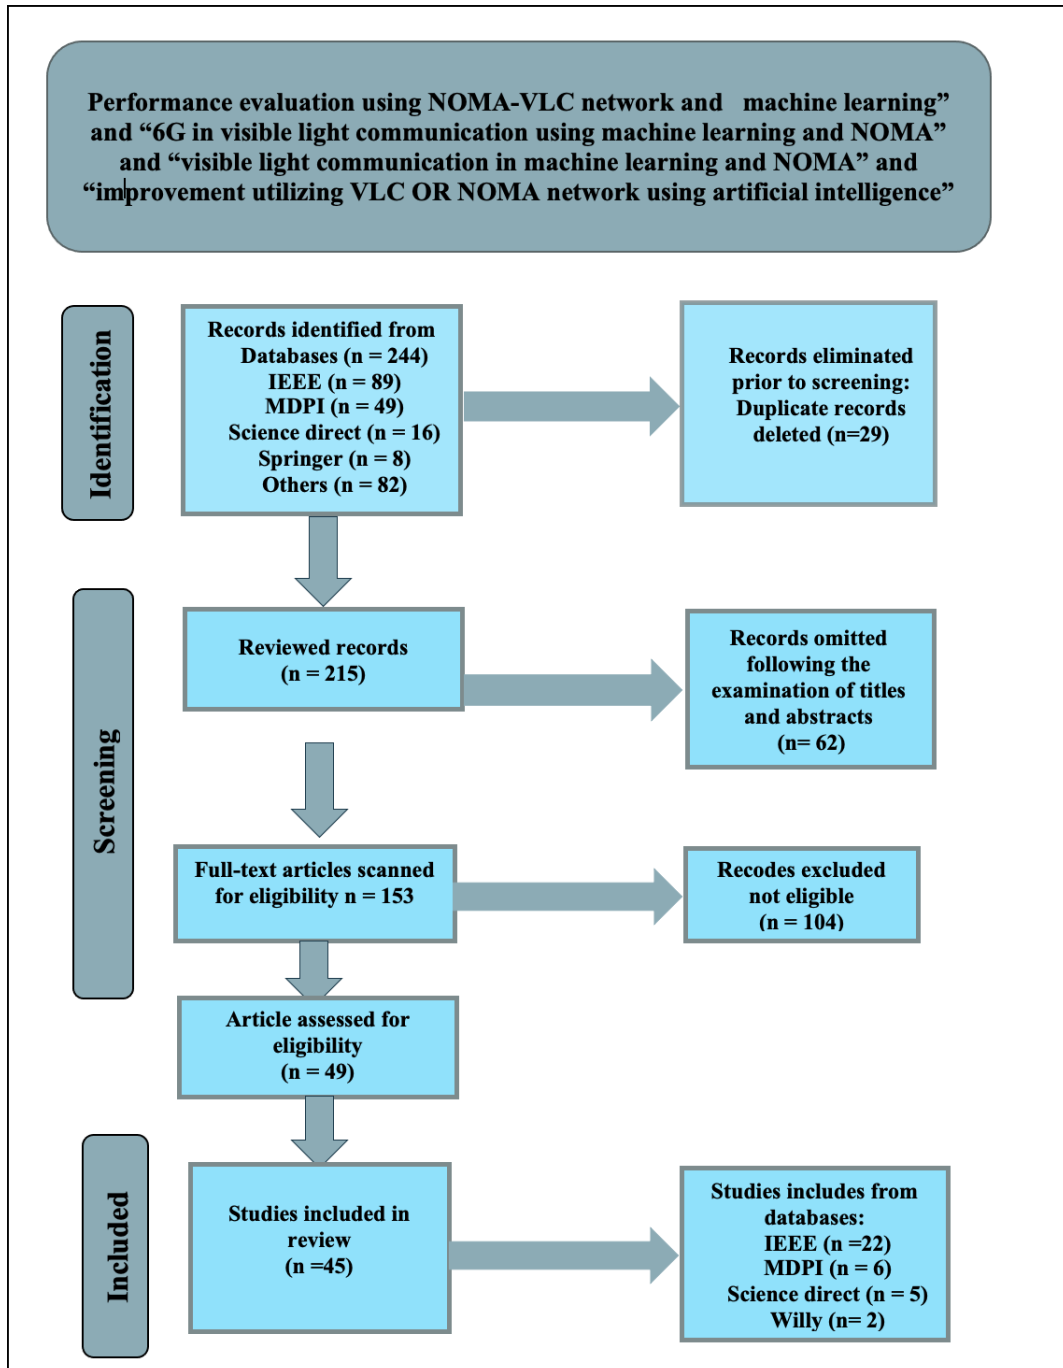 Performance evaluation using NOMA-VLC network and machine learning”
and “6G in visible light communication using machine learning and NOMA”
and “visible light communication in machine learning and NOMA” and
“improvement utilizing VLC OR NOMA network using artificial intelligence”
Identification
Records identified from
Databases (n = 244)
IEEE (n = 89)
MDPI (n = 49)
Science direct (n = 16)
Springer (n = 8)
Others (n = 82)
Records eliminated
prior to screening:
Duplicate records
deleted (n=29)
Screening
Reviewed records
(n = 215)
Records omitted
following the
examination of titles
and abstracts
(n= 62)
Full-text articles scanned
for eligibility n = 153
Recodes excluded
not eligible
(n = 104)
Article assessed for
eligibility
(n = 49)
Included
Studies included in
review
(n =45)
Studies includes from
databases:
IEEE (n =22)
MDPI (n = 6)
Science direct (n = 5)
Willy (n= 2)